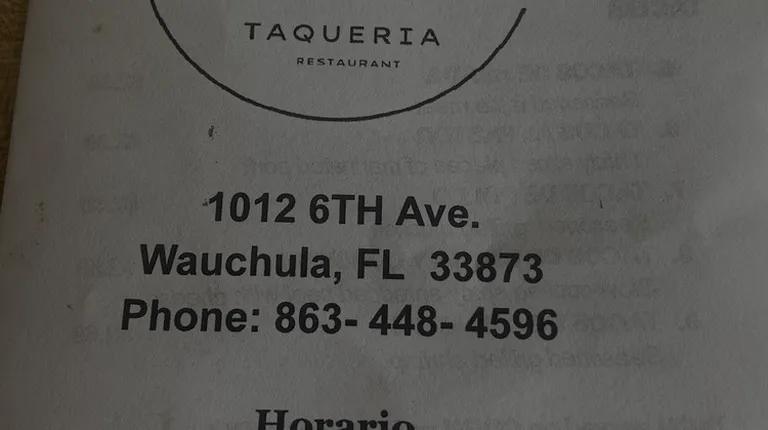 TAQUERIA
RESTAURANT
1012 6TH Ave.
Wauchula, FL 33873
Phone: 863- 448- 4596
Horario